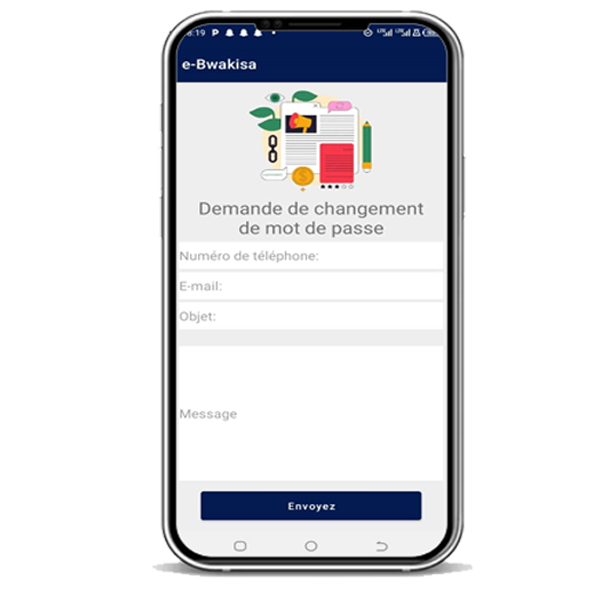 8:19 P
e-Bwakisa
Demande de changement
de mot de passe
Numéro de téléphone:
E-mail:
Objet:
Message
Envoyez